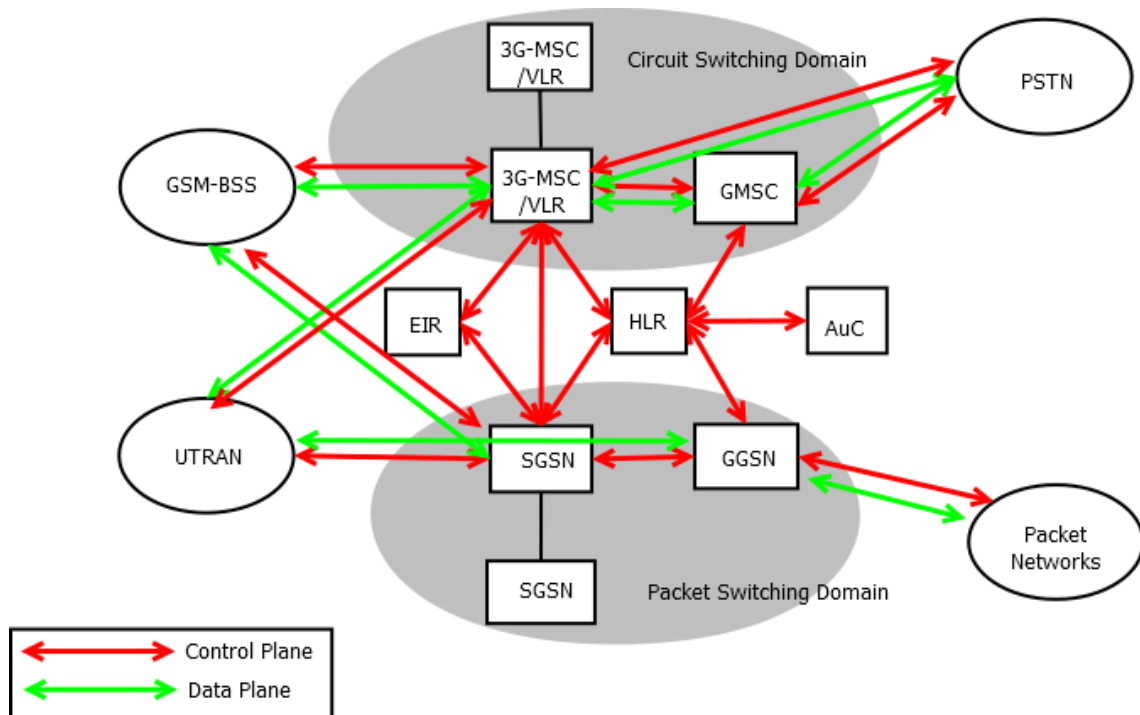 3G-MSC
/VLR
Circuit Switching Domain
PSTN
GSM-BSS
3G-MSC
/VLR
GMSC
EIR
HLR
AuC
UTRAN
SGSN
GGSN
Packet
Networks
SGSN
Packet Switching Domain
Control Plane
Data Plane